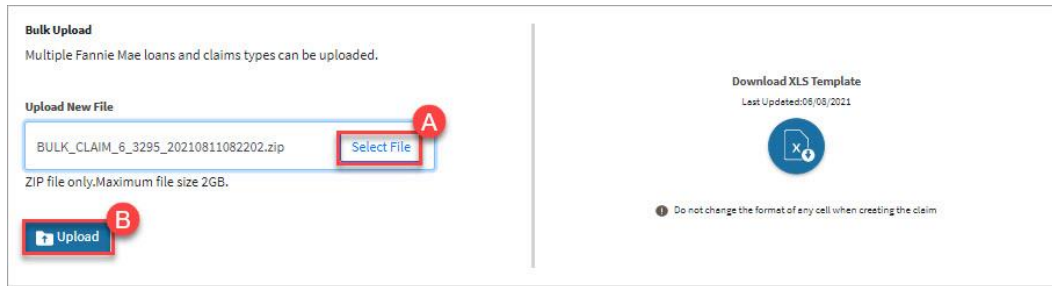 Bulk Upload
Multiple Fannie Mae loans and claims types can be uploaded.
Upload New File
A
BULK_CLAIM_6_3295_20210811082202.zip Select File
ZIP file only.Maximum file size 2GB.
B
Upload
Download XLS Template
Last Updated:06/08/2021
X
Do not change the format of any cell when creating the claim